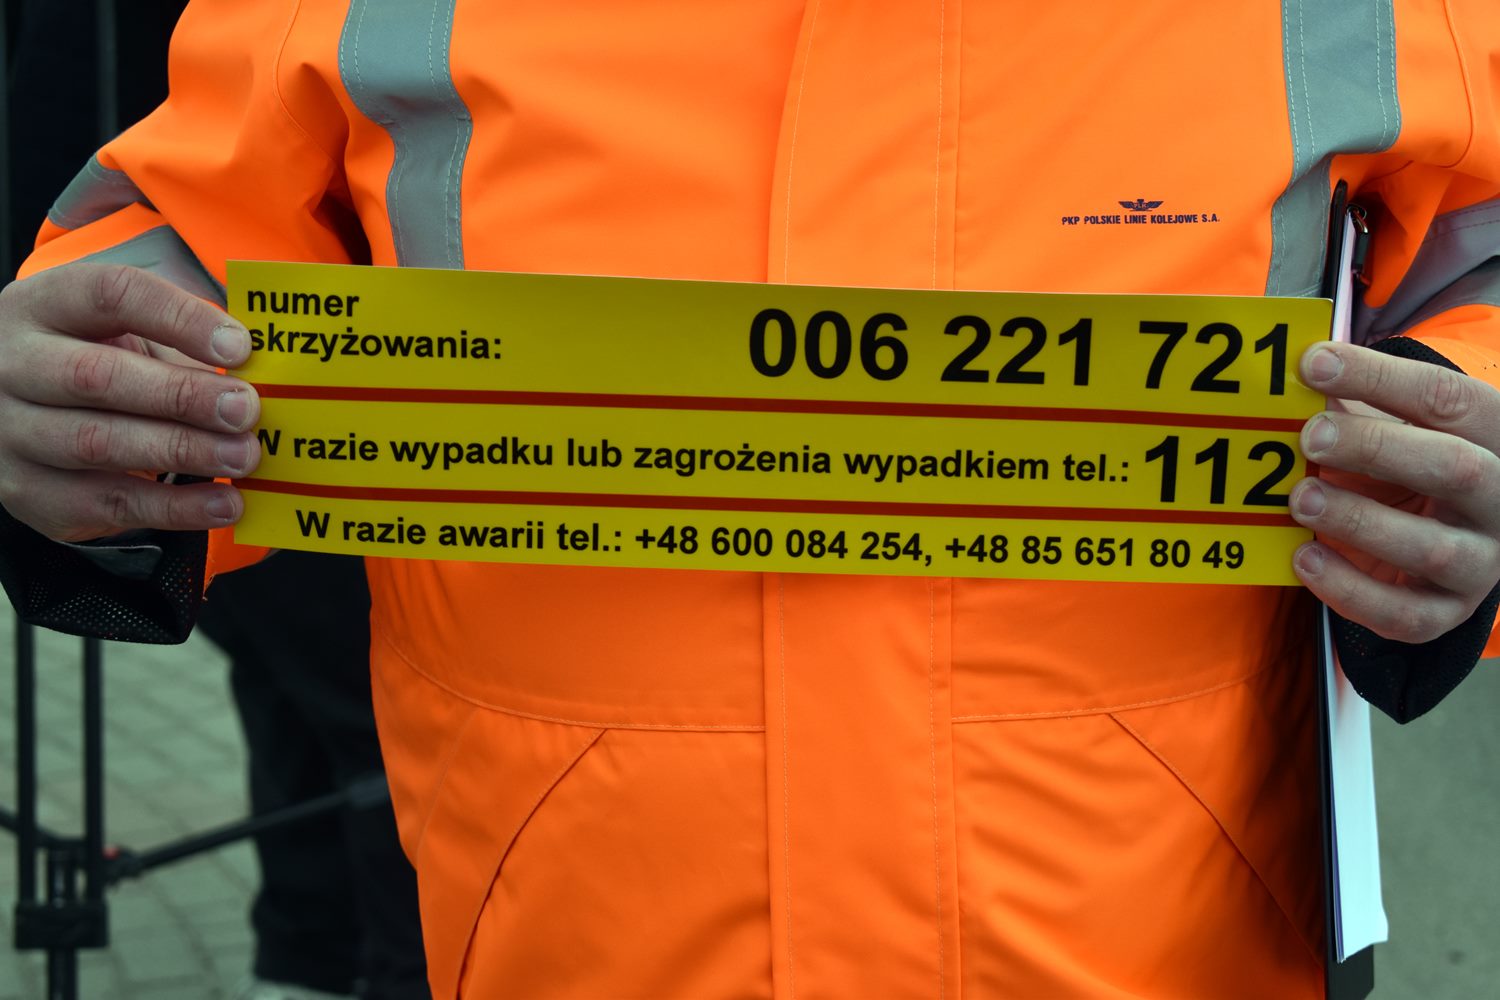 PKP POLSKIE LINIE KOLEJOWE S.A.
numer
skrzyżowania:
006 221 721
W razie wypadku lub zagrożenia wypadkiem tel.: 112
W razie awarii tel.: +48 600 084 254, +48 85 651 80 49